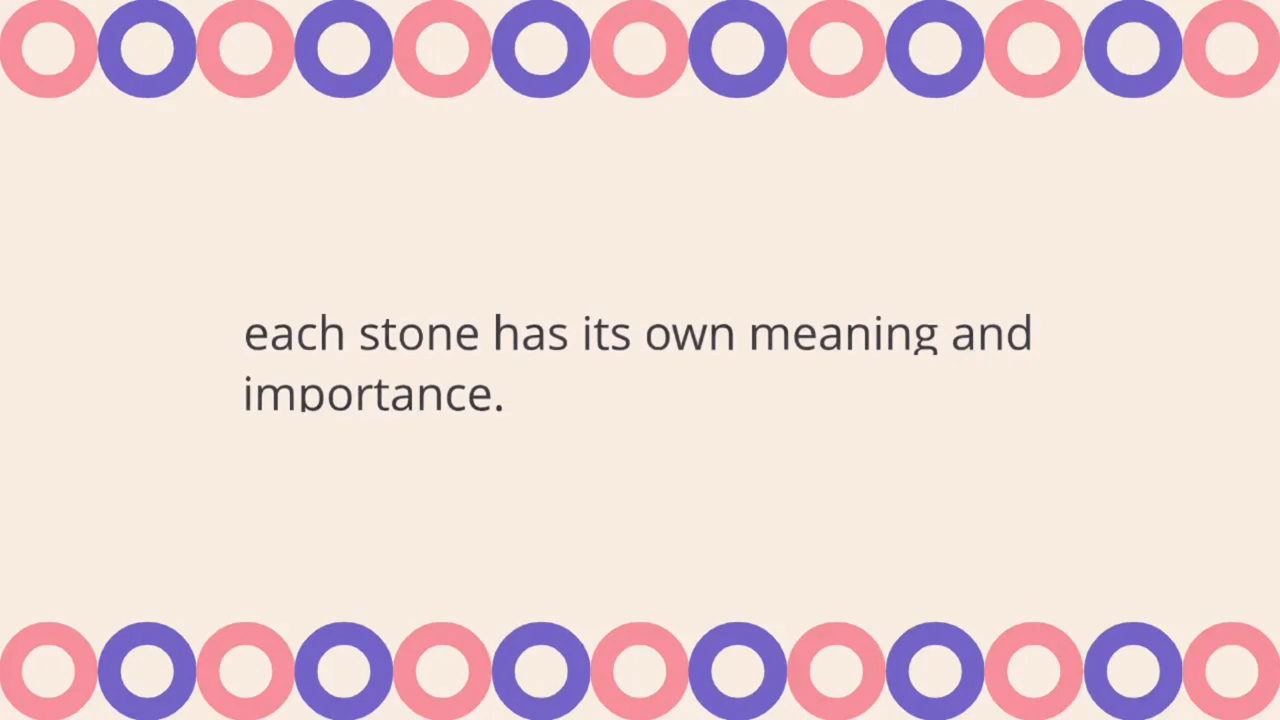 each stone has its own meaning and
importance.